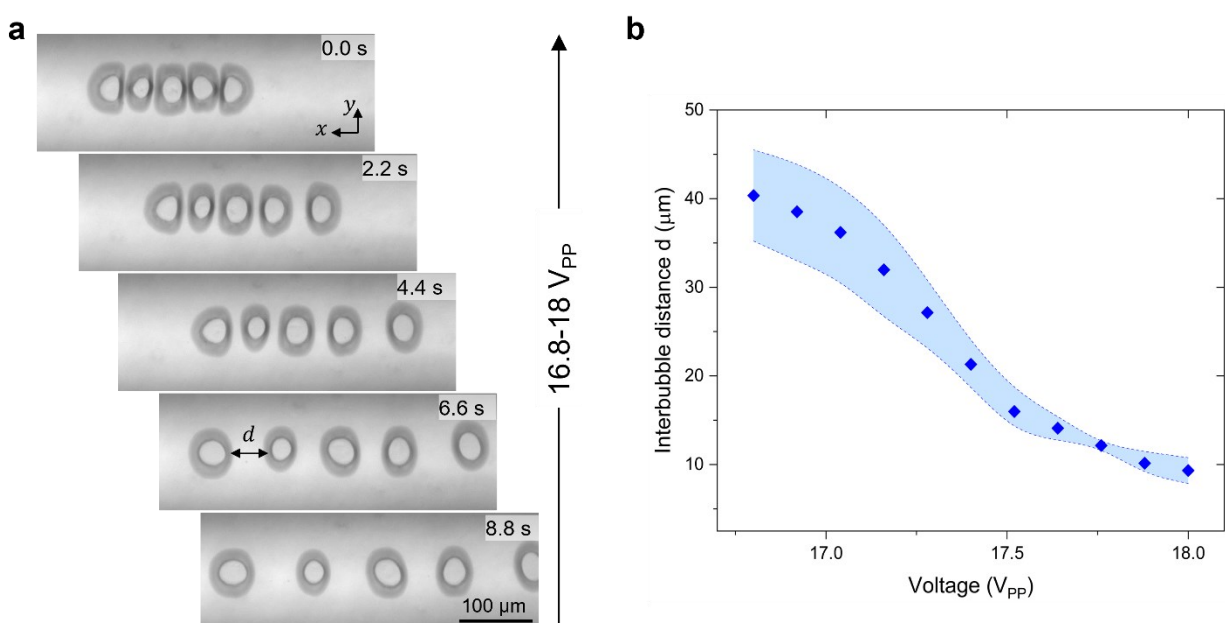 a
0.0 s
y
x
2.2 s
4.4 s
6.6 s
d
8.8 s
100 µm
16.8-18 VPP
b
50
40
30
20
10
17.0
17.5
18.0
Interbubble distance d (μm)
Voltage (VPP)